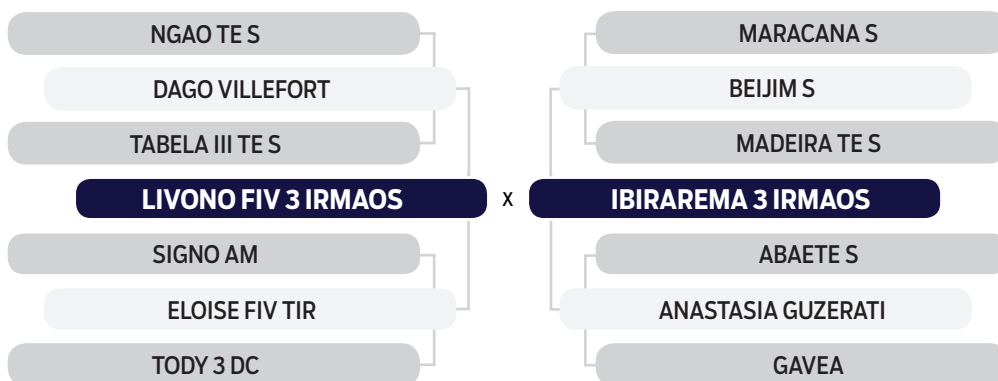 NGAO TE S
MARACANA S
DAGO VILLEFORT
BEIJIM S
TABELA III TE S
MADEIRA TE S
LIVONO FIV 3 IRMAOS x IBIRAREMA 3 IRMAOS
SIGNO AM
ABAETE S
ELOISE FIV TIR
ANASTASIA GUZERATI
TODY 3 DC
GAVEA